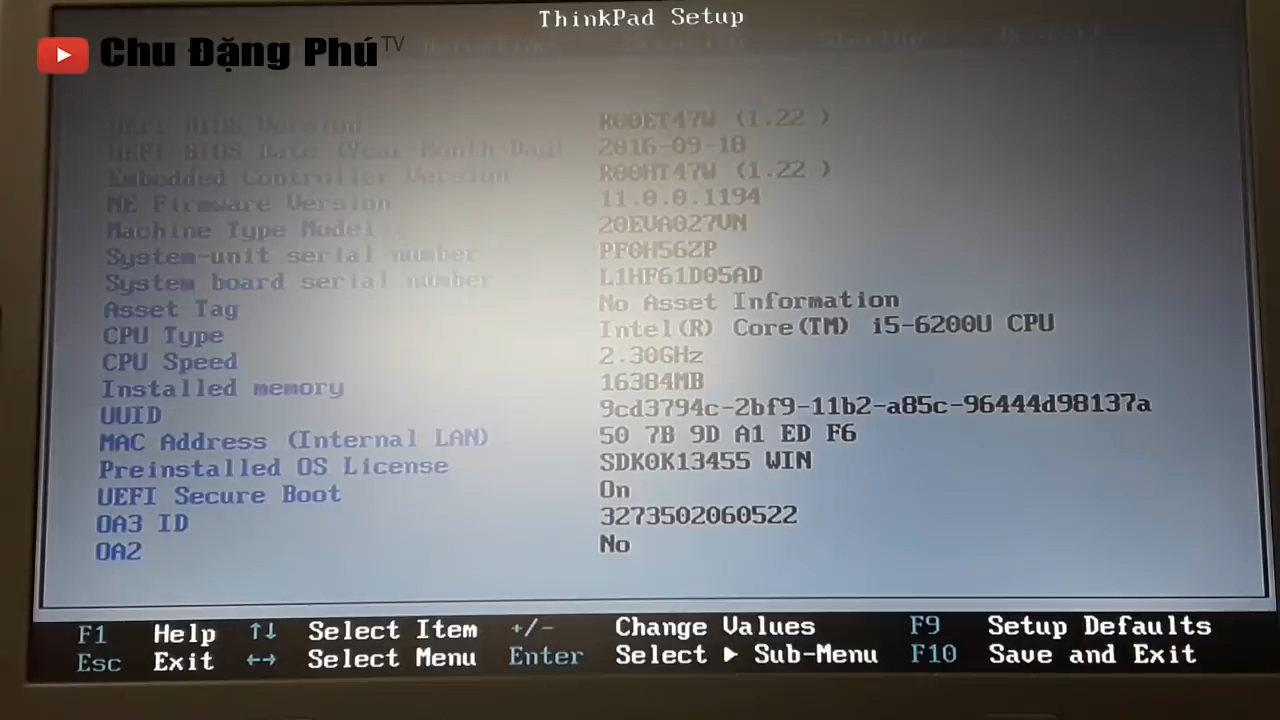 ThinkPad Setup
Chu Đặng Phú TV
UEFI BIOS Version R00ET47W (1.22 )
UEFI BIOS Date (Year-Month-Day) 2016-09-18
Embedded Controller Version R00HT47W (1.22 )
ME Firmware Version 11.0.0.1194
Machine Type Model 20EVA027VN
System-unit serial number PF0H56ZP
System board serial number L1HF61D05AD
Asset Tag No Asset Information
CPU Type Intel(R) Core(TM) i5-6200U CPU
CPU Speed 2.30GHz
Installed memory 16384MB
UUID 9cd3794c-2bf9-11b2-a85c-96444d98137a
MAC Address (Internal LAN) 50 7B 9D A1 ED F6
Preinstalled OS License SDK0K13455 WIN
UEFI Secure Boot On
OA3 ID 3273502060522
OA2 No
F1 Help ↑↓ Select Item +/- Change Values F9 Setup Defaults
Esc Exit ←→ Select Menu Enter Select ▶ Sub-Menu F10 Save and Exit